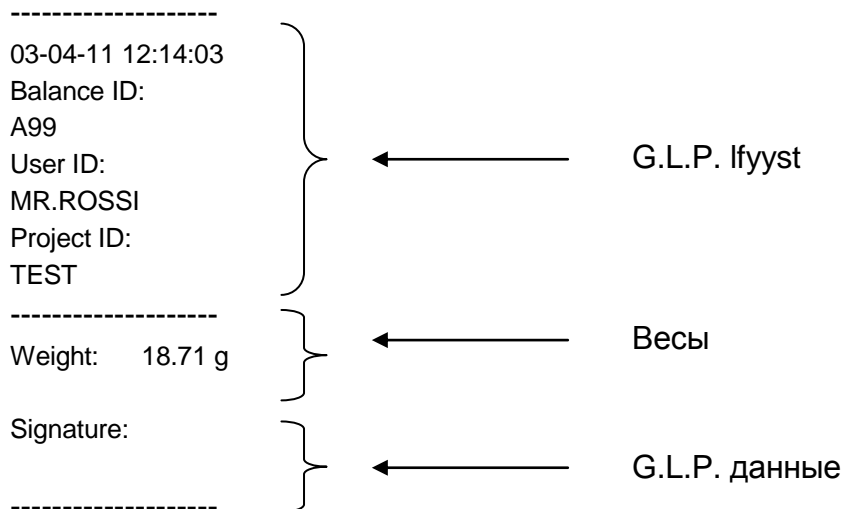 --------------------
03-04-11 12:14:03
Balance ID:
A99
User ID:
MR.ROSSI
Project ID:
TEST
G.L.P. lfyyst
--------------------
Weight: 18.71 g
Весы
Signature:
G.L.P. данные
--------------------